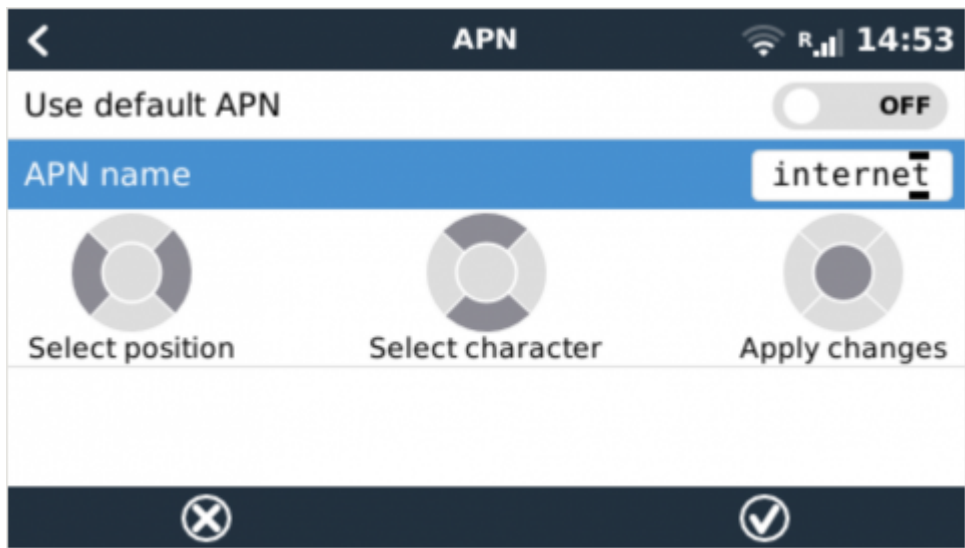 APN R 14:53
Use default APN OFF
APN name internet
Select position Select character Apply changes